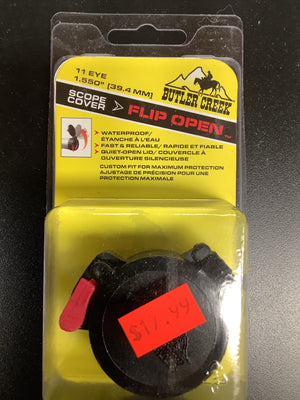 11 EYE
1.550" [39.4 MM]
BUTLER CREEK
SCOPE
COVER
FLIP OPEN™
• WATERPROOF/
ÉTANCHE À L'EAU
• FAST & RELIABLE/ RAPIDE ET FIABLE
• QUIET-OPEN LID/ COUVERCLE À
OUVERTURE SILENCIEUSE
CUSTOM FIT FOR MAXIMUM PROTECTION
AJUSTAGE DE PRÉCISION POUR UNE
PROTECTION MAXIMALE
$17.99